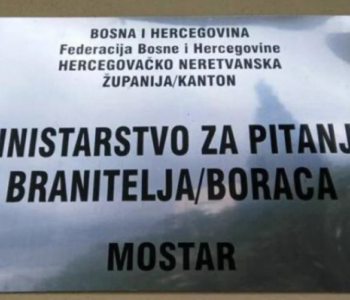 BOSNA I HERCEGOVINA
Federacija Bosne i Hercegovine
HERCEGOVAČKO NERETVANSKA
ŽUPANIJA/KANTON
INISTARSTVO ZA PITANJ
BRANITELJA/BORACA
MOSTAR